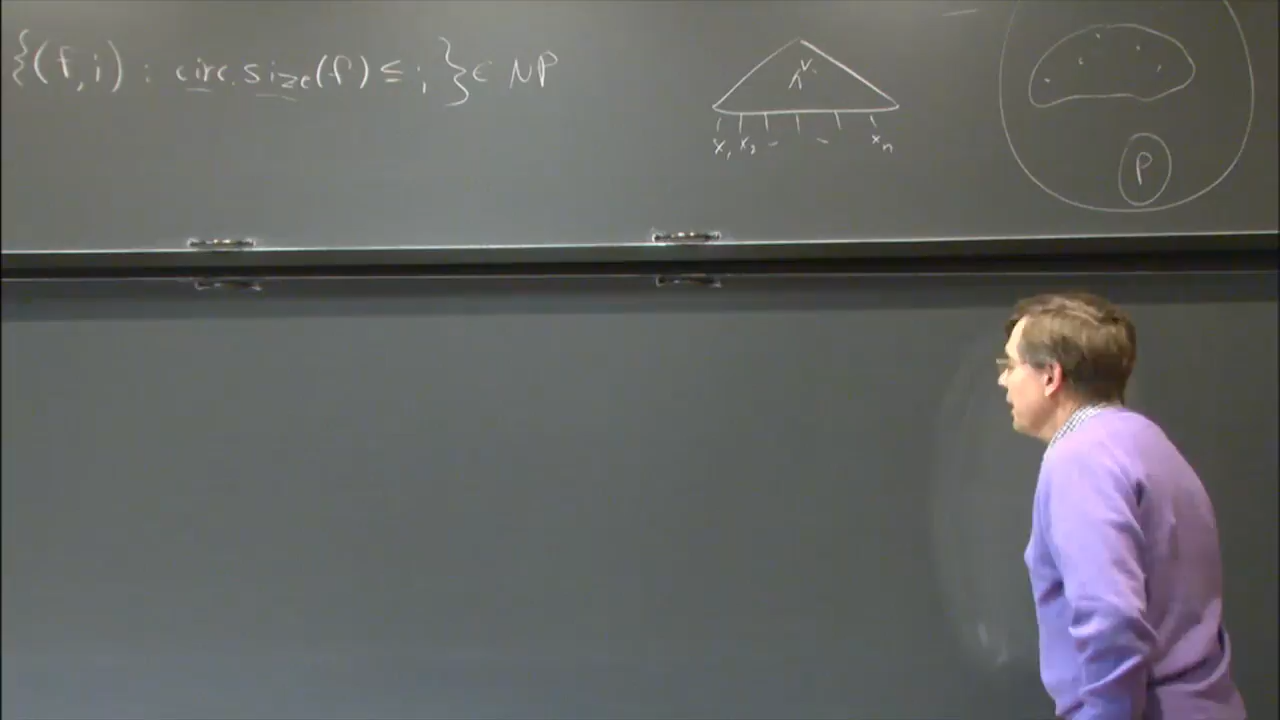 {(f,i) : circ.size(f) ≤ i} ∈ NP
∧ ∨
x₁ x₂ - - xₙ
P